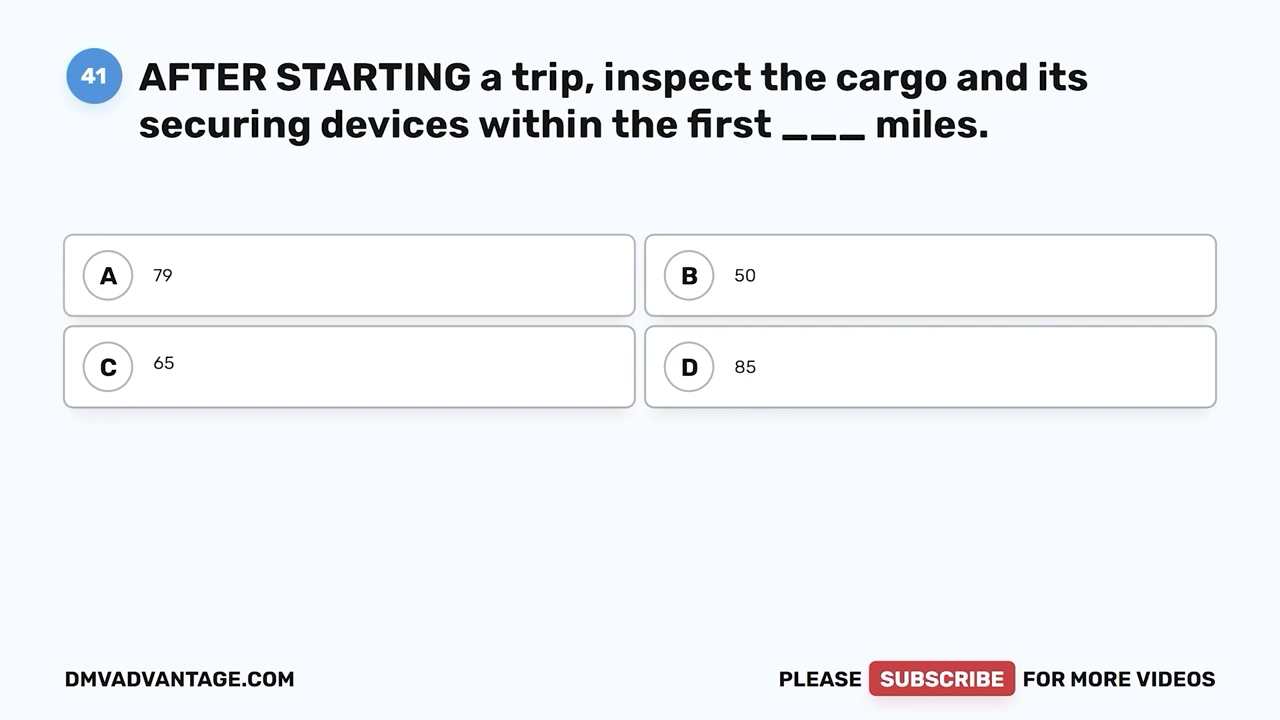 41
AFTER STARTING a trip, inspect the cargo and its
securing devices within the first ___ miles.
A 79
B 50
C 65
D 85
DMVADVANTAGE.COM
PLEASE SUBSCRIBE FOR MORE VIDEOS